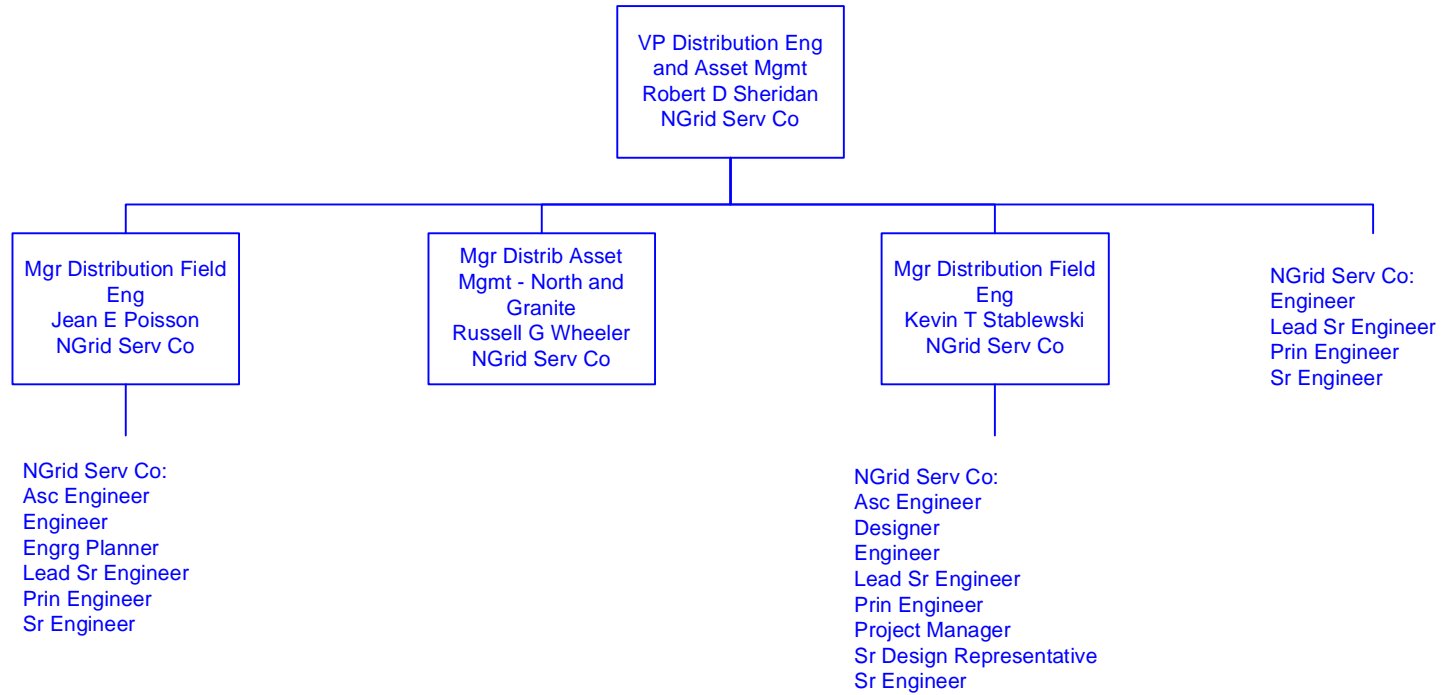 VP Distribution Eng
and Asset Mgmt
Robert D Sheridan
NGrid Serv Co
Mgr Distribution Field
Eng
Jean E Poisson
NGrid Serv Co
Mgr Distrib Asset
Mgmt - North and
Granite
Russell G Wheeler
NGrid Serv Co
Mgr Distribution Field
Eng
Kevin T Stablewski
NGrid Serv Co
NGrid Serv Co:
Engineer
Lead Sr Engineer
Prin Engineer
Sr Engineer
NGrid Serv Co:
Asc Engineer
Engineer
Engrg Planner
Lead Sr Engineer
Prin Engineer
Sr Engineer
NGrid Serv Co:
Asc Engineer
Designer
Engineer
Lead Sr Engineer
Prin Engineer
Project Manager
Sr Design Representative
Sr Engineer